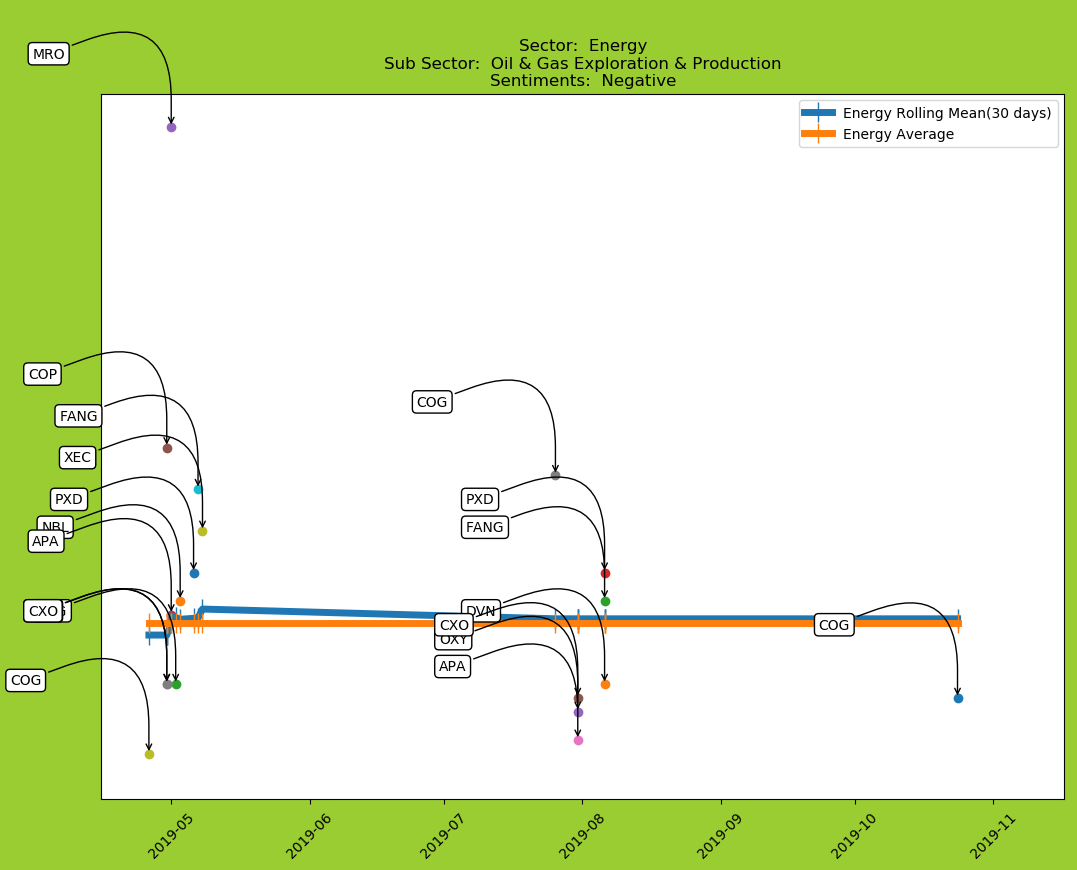 MRO
Sector:  Energy
Sub Sector:  Oil & Gas Exploration & Production
Sentiments:  Negative
Energy Rolling Mean(30 days)
Energy Average
COP
COG
FANG
XEC
PXD
PXD
NBL
FANG
APA
CXO
DVN
CXO
COG
OXY
APA
COG
2019-05
2019-06
2019-07
2019-08
2019-09
2019-10
2019-11